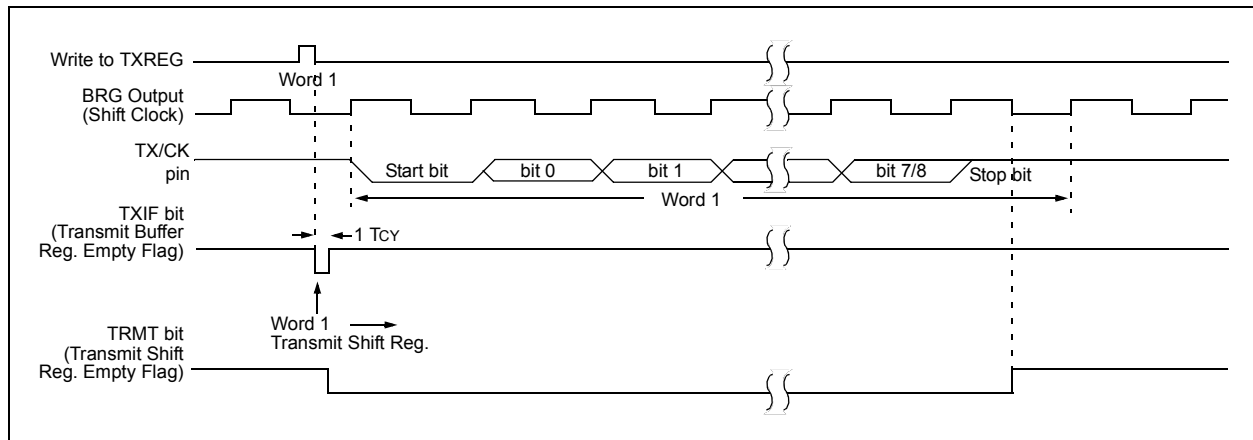 Write to TXREG
Word 1
BRG Output
(Shift Clock)
TX/CK
pin
Start bit
bit 0
bit 1
bit 7/8
Stop bit
Word 1
TXIF bit
(Transmit Buffer
Reg. Empty Flag)
1 TCY
Word 1
Transmit Shift Reg.
TRMT bit
(Transmit Shift
Reg. Empty Flag)